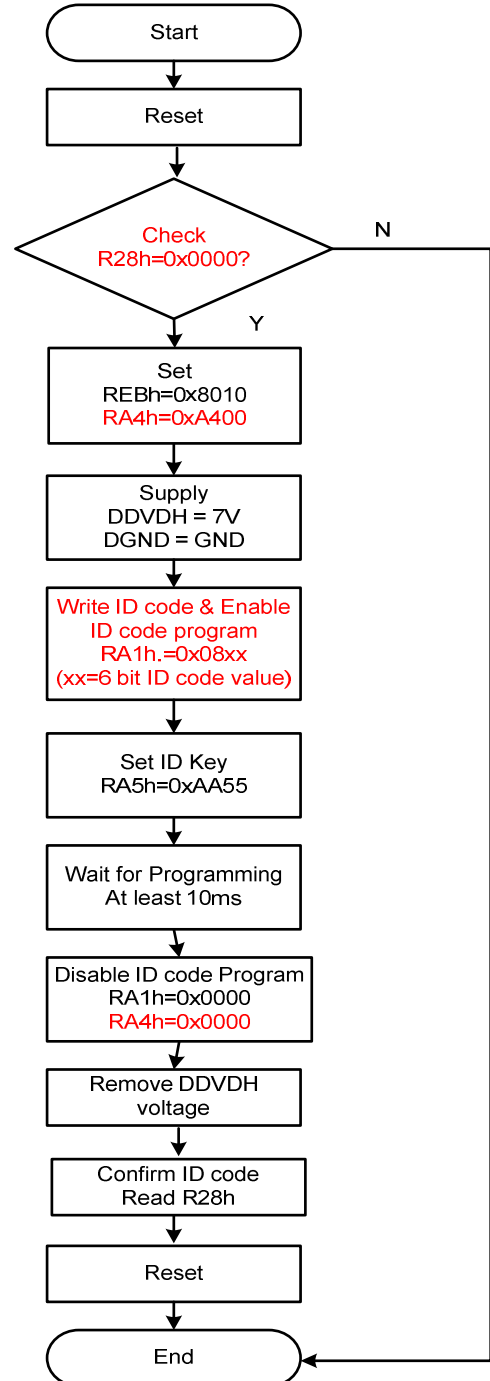 Start
Reset
Check
R28h=0x0000?
N
Y
Set
REBh=0x8010
RA4h=0xA400
Supply
DDVDH = 7V
DGND = GND
Write ID code & Enable
ID code program
RA1h.=0x08xx
(xx=6 bit ID code value)
Set ID Key
RA5h=0xAA55
Wait for Programming
At least 10ms
Disable ID code Program
RA1h=0x0000
RA4h=0x0000
Remove DDVDH
voltage
Confirm ID code
Read R28h
Reset
End